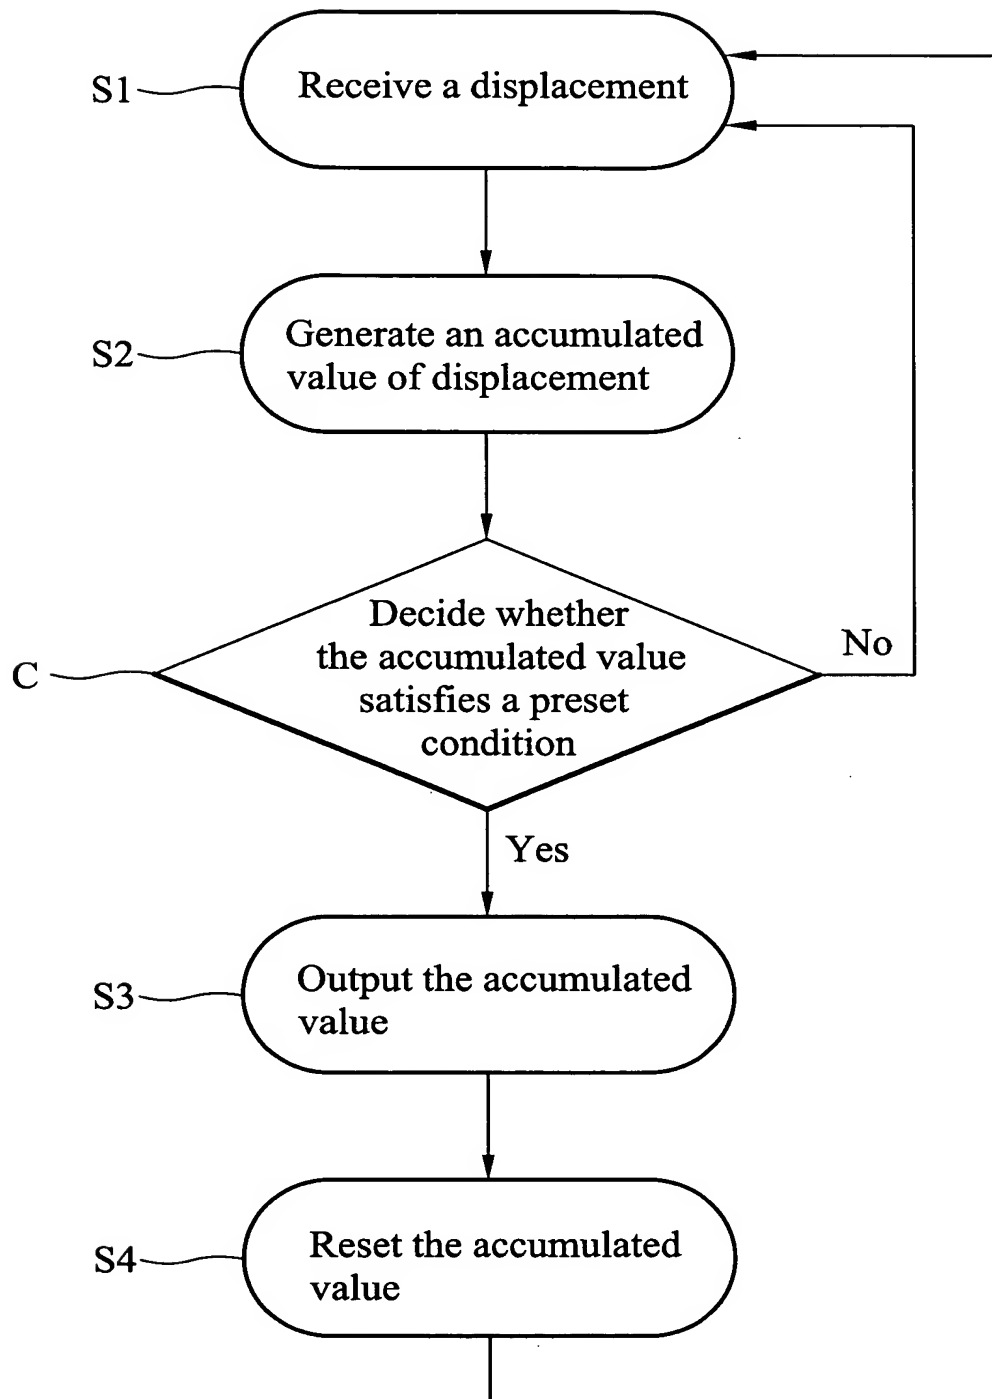 S1
Receive a displacement
S2
Generate an accumulated
value of displacement
C
Decide whether
the accumulated value
satisfies a preset
condition
No
Yes
S3
Output the accumulated
value
S4
Reset the accumulated
value